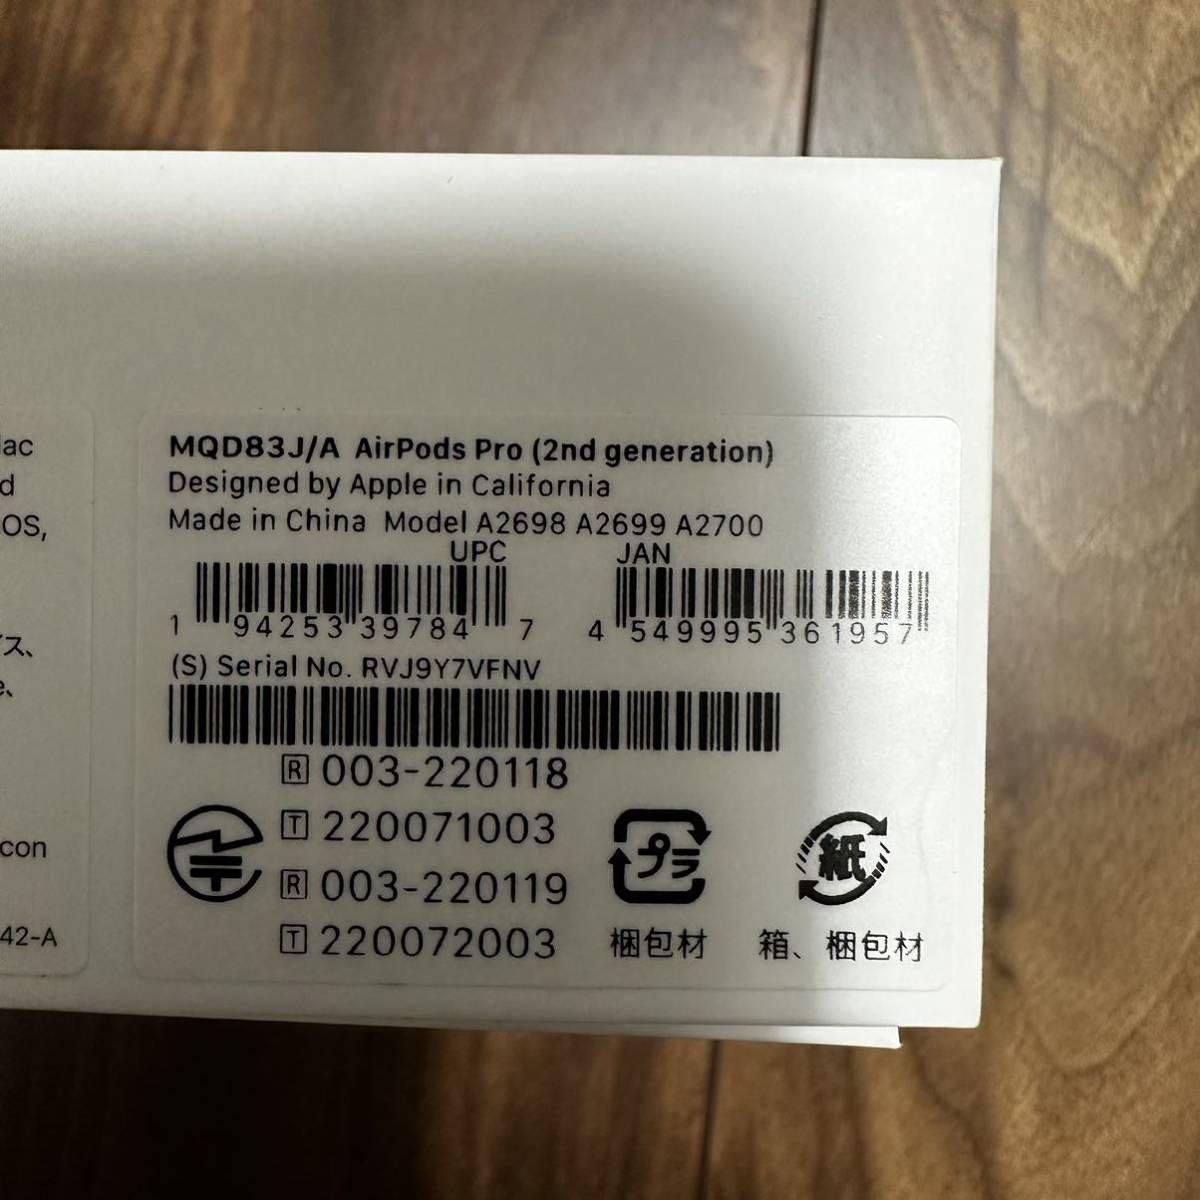 lac
d
OS,
ス、
e、
con
42-A
MQD83J/A AirPods Pro (2nd generation)
Designed by Apple in California
Made in China Model A2698 A2699 A2700
UPC JAN
1 94253 39784 7 4 549995 361957
(S) Serial No. RVJ9Y7VFNV
R 003-220118
T 220071003
R 003-220119
T 220072003
プラ
梱包材
紙
箱、梱包材